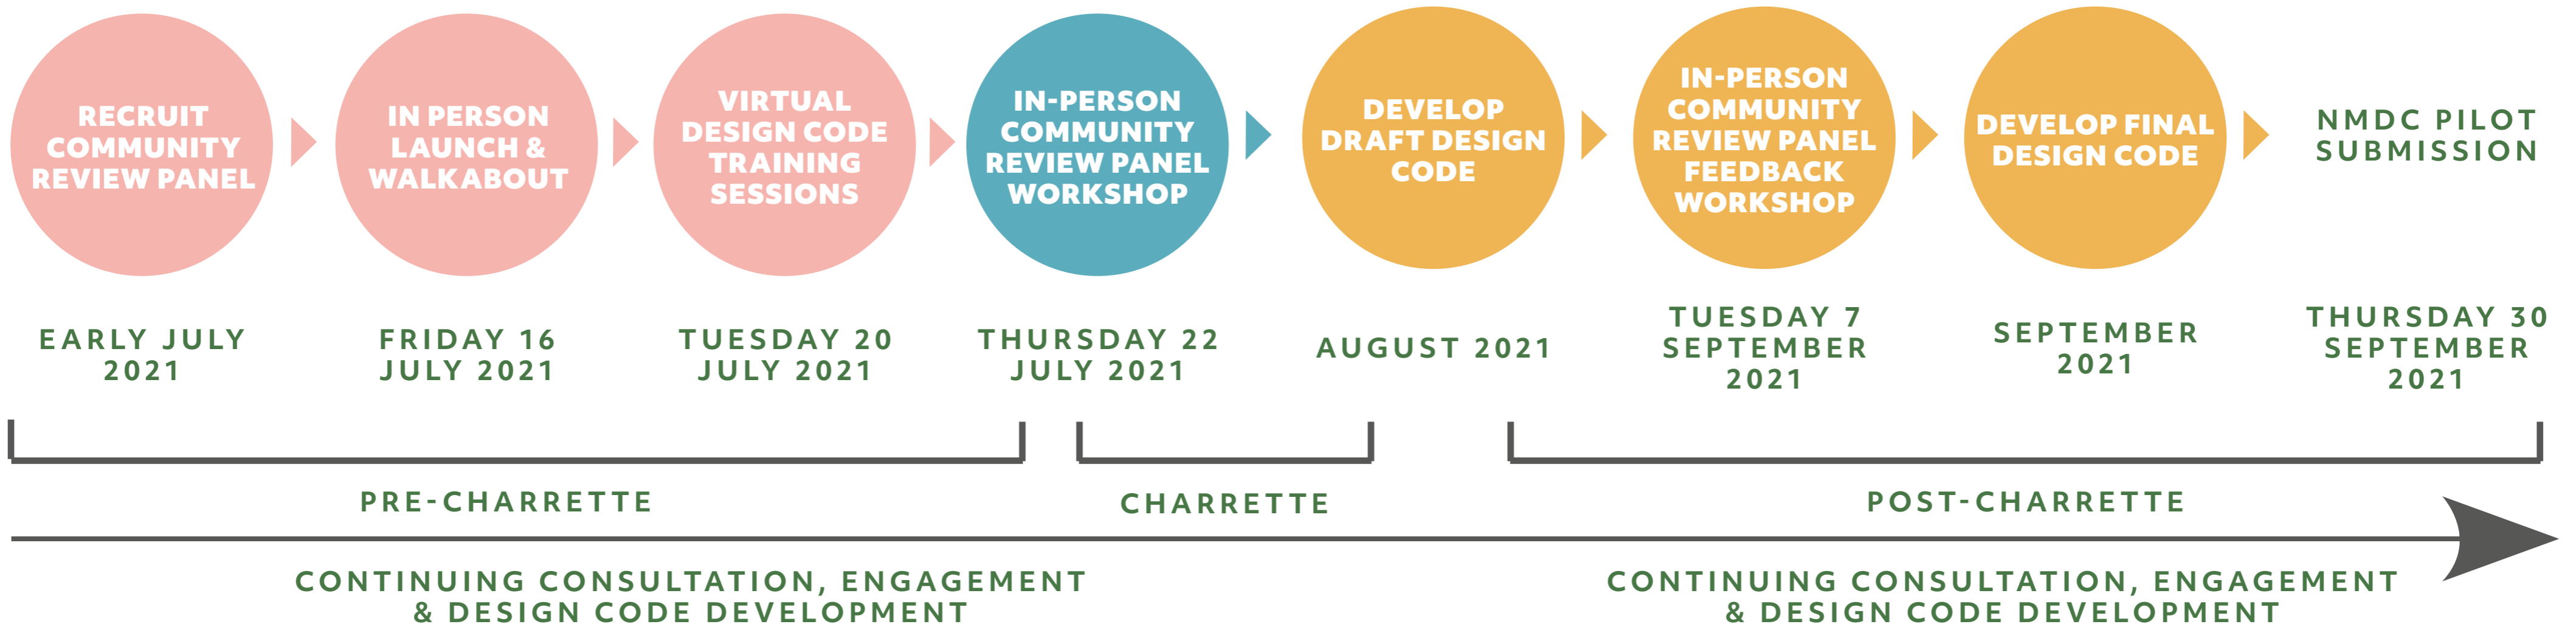 RECRUIT
COMMUNITY
REVIEW PANEL
IN PERSON
LAUNCH &
WALKABOUT
VIRTUAL
DESIGN CODE
TRAINING
SESSIONS
IN-PERSON
COMMUNITY
REVIEW PANEL
WORKSHOP
DEVELOP
DRAFT DESIGN
CODE
IN-PERSON
COMMUNITY
REVIEW PANEL
FEEDBACK
WORKSHOP
DEVELOP FINAL
DESIGN CODE
NMDC PILOT
SUBMISSION
EARLY JULY
2021
FRIDAY 16
JULY 2021
TUESDAY 20
JULY 2021
THURSDAY 22
JULY 2021
AUGUST 2021
TUESDAY 7
SEPTEMBER
2021
SEPTEMBER
2021
THURSDAY 30
SEPTEMBER
2021
PRE-CHARRETTE
CHARRETTE
POST-CHARRETTE
CONTINUING CONSULTATION, ENGAGEMENT
& DESIGN CODE DEVELOPMENT
CONTINUING CONSULTATION, ENGAGEMENT
& DESIGN CODE DEVELOPMENT